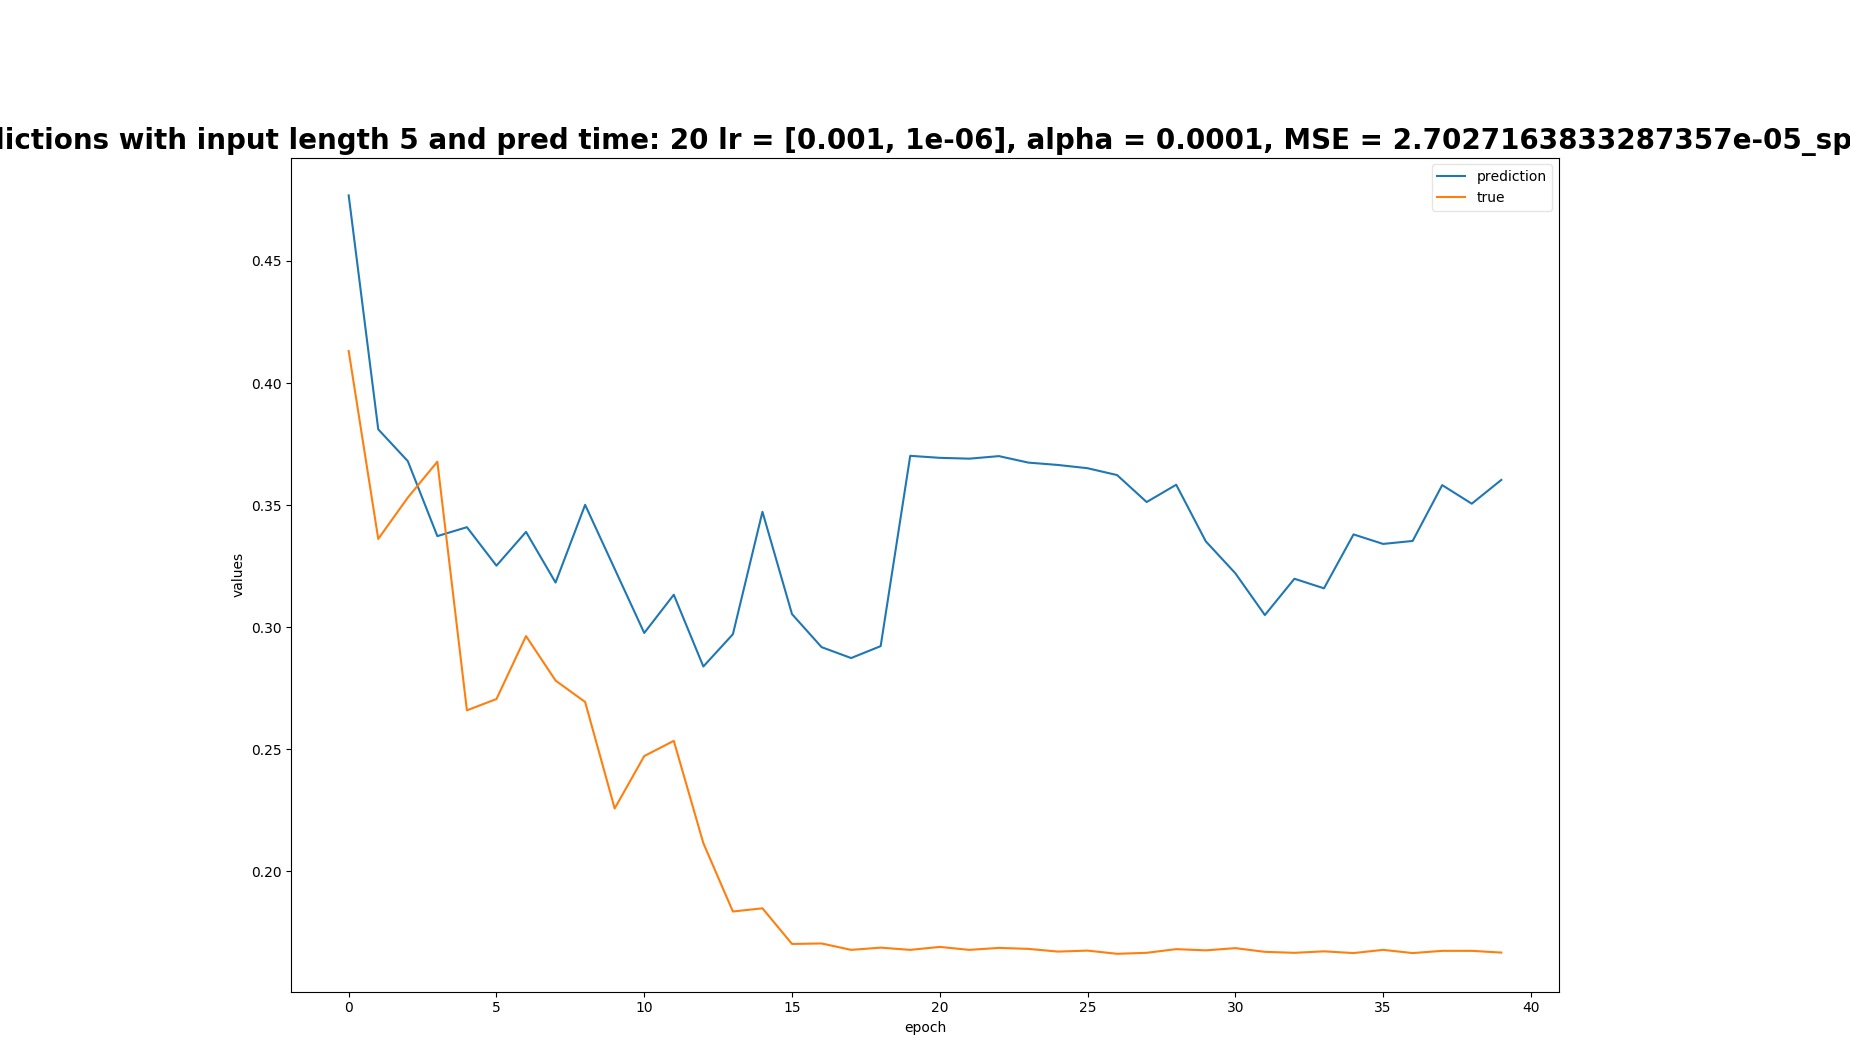 with input length 5 and pred time: 20 lr = [0.001, 1e-06], alpha = 0.0001, MSE = 2.7027163833287357e-05_sp
prediction
true
0.45
0.40
0.35
0.30
0.25
0.20
values
0 5 10 15 20 25 30 35 40
epoch